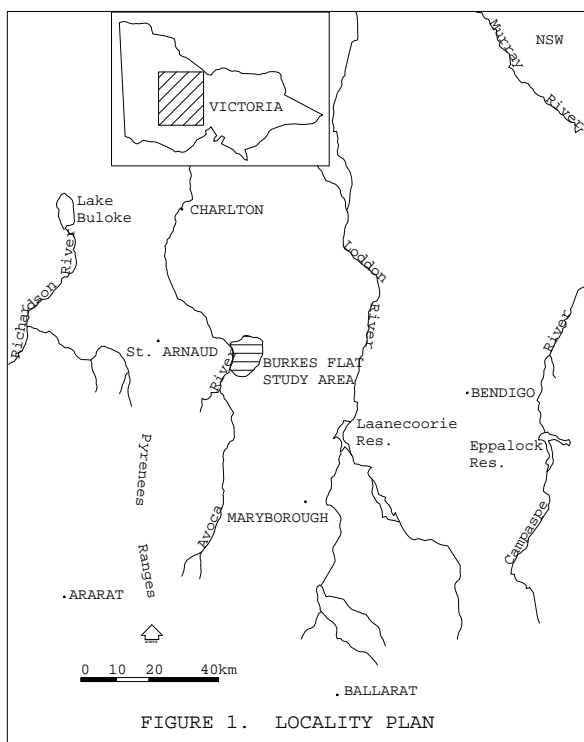 NSW
Murray
River
VICTORIA
Lake
Buloke
CHARLTON
Richardson River
Loddon
River
St. ARNAUD
River
BURKES FLAT
STUDY AREA
River
BENDIGO
Laanecoorie
Res.
Eppalock
Res.
Pyrenees
Ranges
MARYBOROUGH
Avoca
Campaspe
ARARAT
0 10 20 40km
BALLARAT
FIGURE 1. LOCALITY PLAN